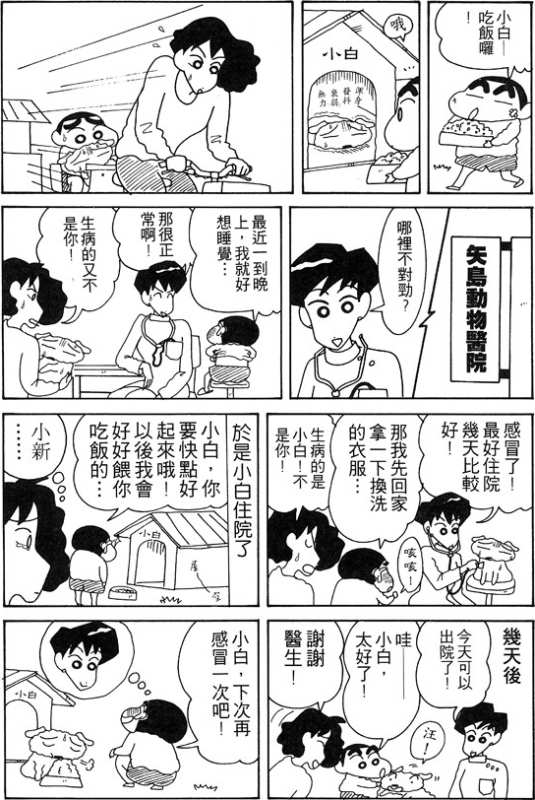 小白—
吃飯囉
!
哦
小白
渾身
發抖
衰弱
無力
矢島動物醫院
哪裡不對勁?
最近一到晚
上,我就好
想睡覺…
那很正
常啊!
生病的又不
是你!
感冒了!
最好住院
幾天比較
好!
那我先回家
拿一下換洗
的衣服…
咳咳!
生病的是
小白!不
是你!
於是小白住院了
小白,你
要快點好
起來哦!
以後我會
好好餵你
吃飯的…
小白
小新
……
幾天後
今天可以
出院了!
汪!
哇——
小白,
太好了!
謝謝
醫生!
小白,下次再
感冒一次吧!
小白